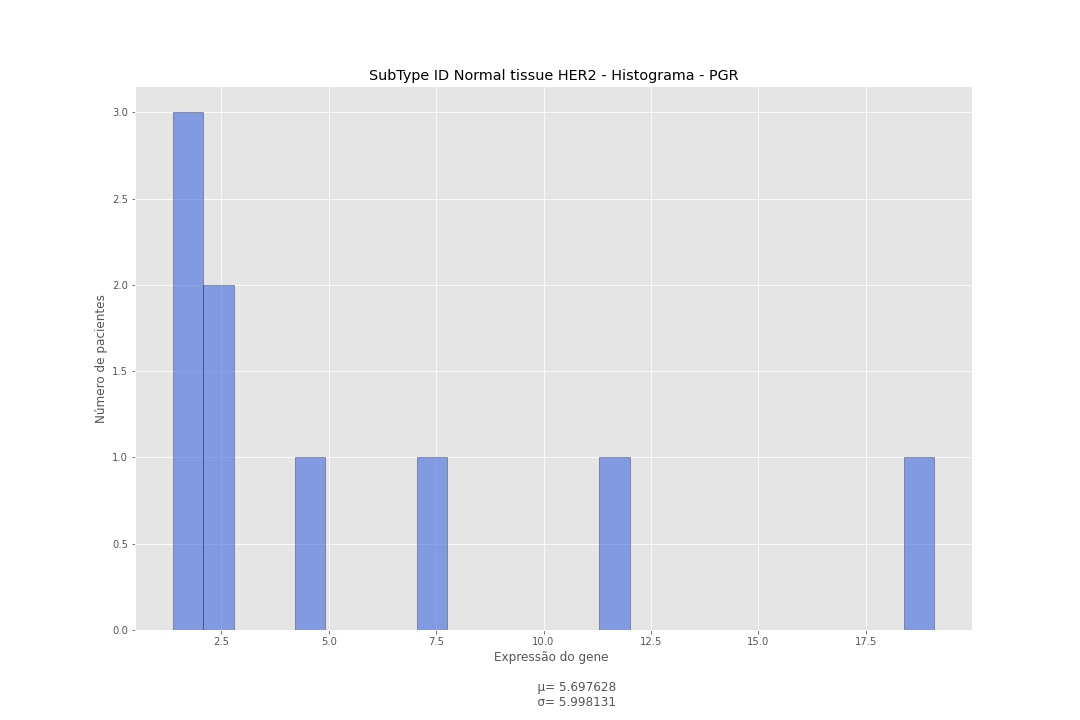 SubType ID Normal tissue HER2 - Histograma - PGR
Número de pacientes
3.0
2.5
2.0
1.5
1.0
0.5
0.0
2.5 5.0 7.5 10.0 12.5 15.0 17.5
Expressão do gene
μ= 5.697628
σ= 5.998131